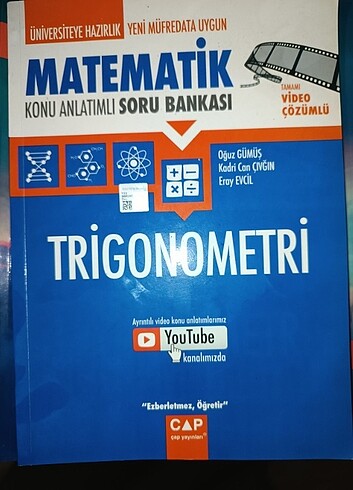 ÜNİVERSİTEYE HAZIRLIK YENİ MÜFREDATA UYGUN
MATEMATİK
KONU ANLATIMLI SORU BANKASI
TAMAMI
VİDEO
ÇÖZÜMLÜ
Oğuz GÜMÜŞ
Kadri Can ÇIVGIN
Eray EVCİL
TRİGONOMETRİ
Ayrıntılı video konu anlatımlarımız
YouTube
kanalımızda
"Ezberletmez, Öğretir"
ÇAP
çap yayınları